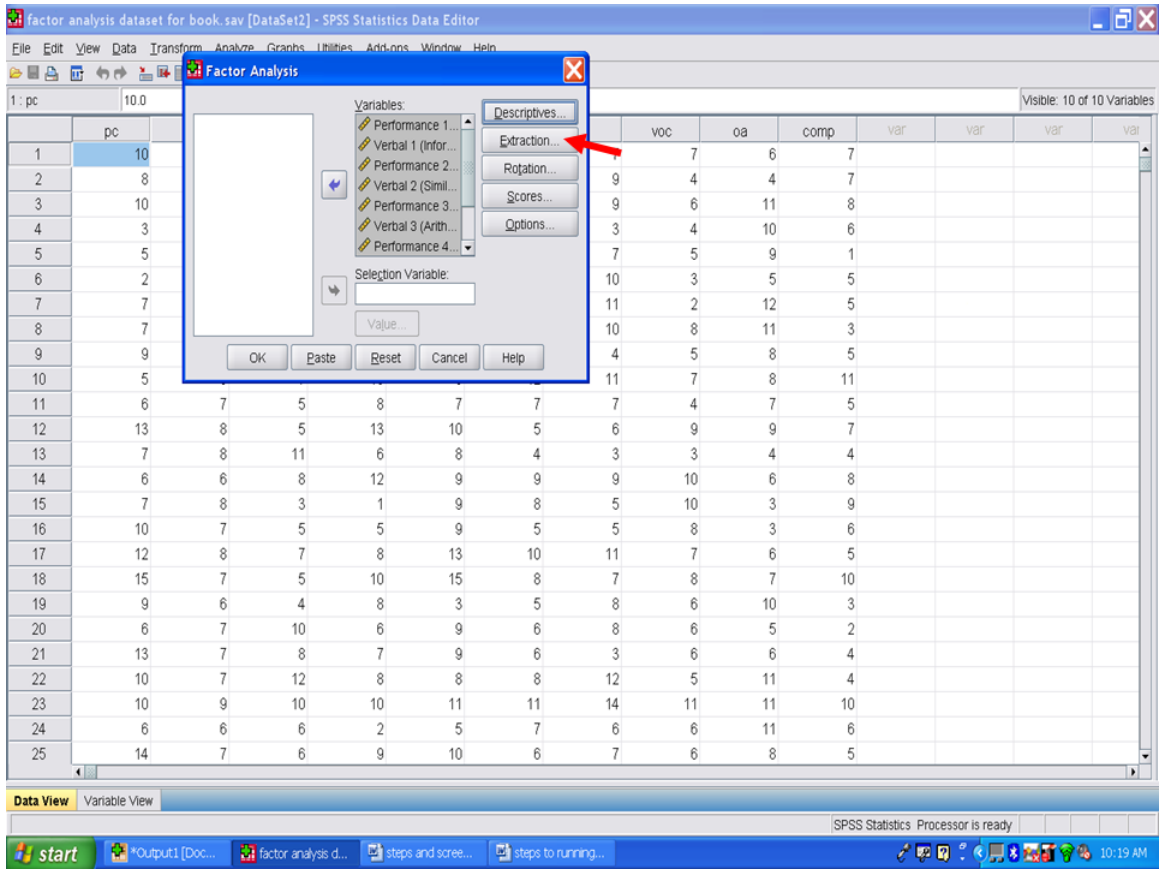 factor analysis dataset for book.sav [DataSet2] - SPSS Statistics Data Editor
File Edit View Data Transform Analyze Graphs Utilities Add-ons Window Help
Factor Analysis
1 : pc 10.0 Visible: 10 of 10 Variables
Variables:
Performance 1...
Verbal 1 (Infor...
Performance 2...
Verbal 2 (Simil...
Performance 3...
Verbal 3 (Arith...
Performance 4...
Selection Variable:
Value...
Descriptives...
Extraction...
Rotation...
Scores...
Options...
OK Paste Reset Cancel Help
pc voc oa comp var var var var
1 10 7 6 7
2 8 9 4 4 7
3 10 9 6 11 8
4 3 3 4 10 6
5 5 7 5 9 1
6 2 10 3 5 5
7 7 11 2 12 5
8 7 10 8 11 3
9 9 4 5 8 5
10 5 11 7 8 11
11 6 7 5 8 7 7 7 4 7 5
12 13 8 5 13 10 5 6 9 9 7
13 7 8 11 6 8 4 3 3 4 4
14 6 6 8 12 9 9 9 10 6 8
15 7 8 3 1 9 8 5 10 3 9
16 10 7 5 5 9 5 5 8 3 6
17 12 8 7 8 13 10 11 7 6 5
18 15 7 5 10 15 8 7 8 7 10
19 9 6 4 8 3 5 8 6 10 3
20 6 7 10 6 9 6 8 6 5 2
21 13 7 8 7 9 6 3 6 6 4
22 10 7 12 8 8 8 12 5 11 4
23 10 9 10 10 11 11 14 11 11 10
24 6 6 6 2 5 7 6 6 11 6
25 14 7 6 9 10 6 7 6 8 5
Data View Variable View
SPSS Statistics Processor is ready
start *Output1 [Doc... factor analysis d... steps and scree... steps to running... 10:19 AM